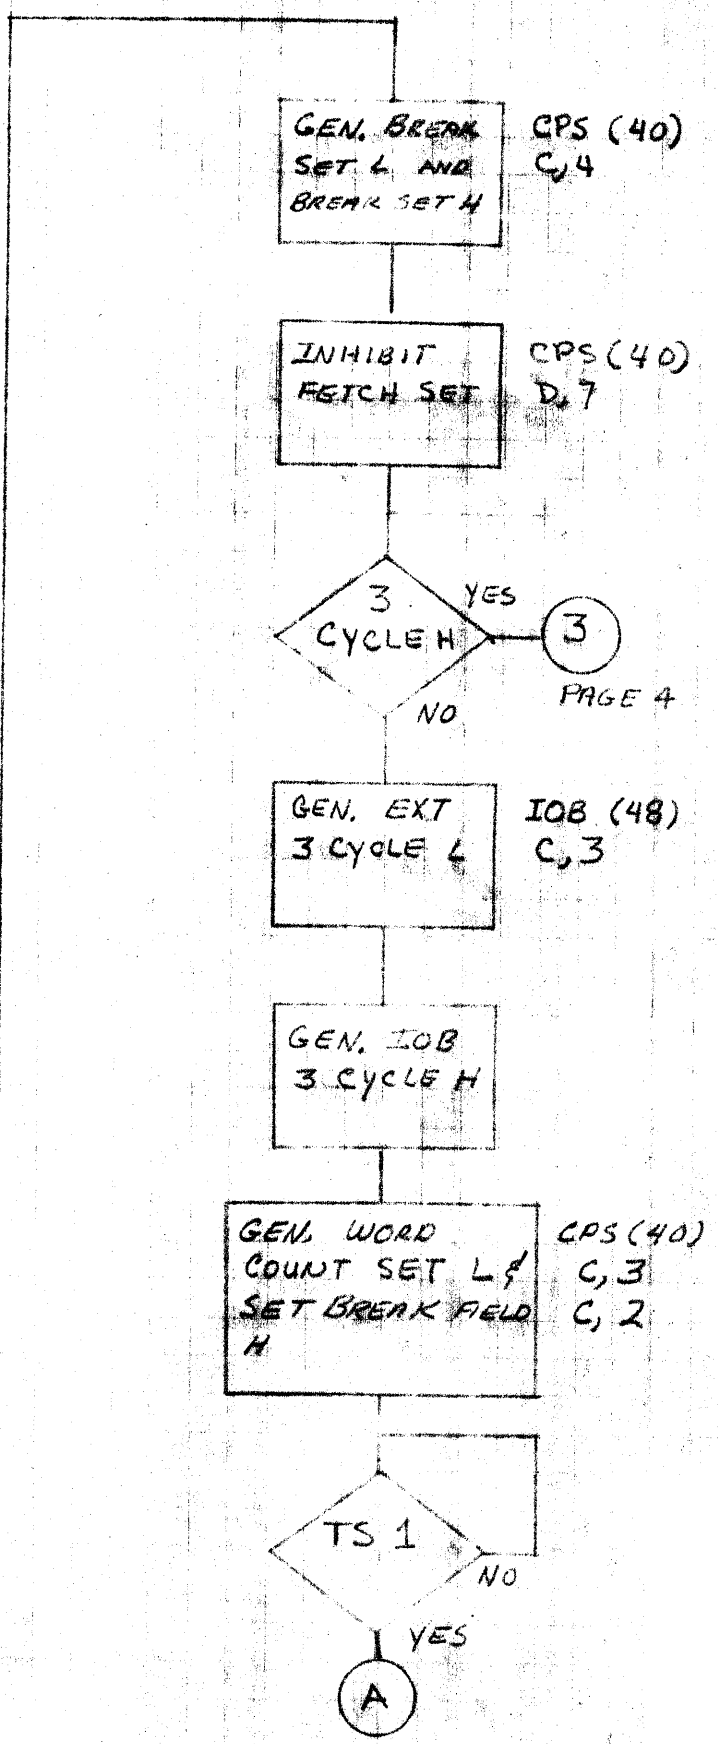 GEN. BREAK
SET L AND
BREAK SET H
CPS (40)
C,4
INHIBIT
FETCH SET
CPS (40)
D,7
3
CYCLE H
YES
3
PAGE 4
NO
GEN. EXT
3 CYCLE L
IOB (48)
C,3
GEN. IOB
3 CYCLE H
GEN. WORD
COUNT SET L &
SET BREAK FIELD
H
CPS (40)
C,3
C,2
TS 1
NO
YES
A